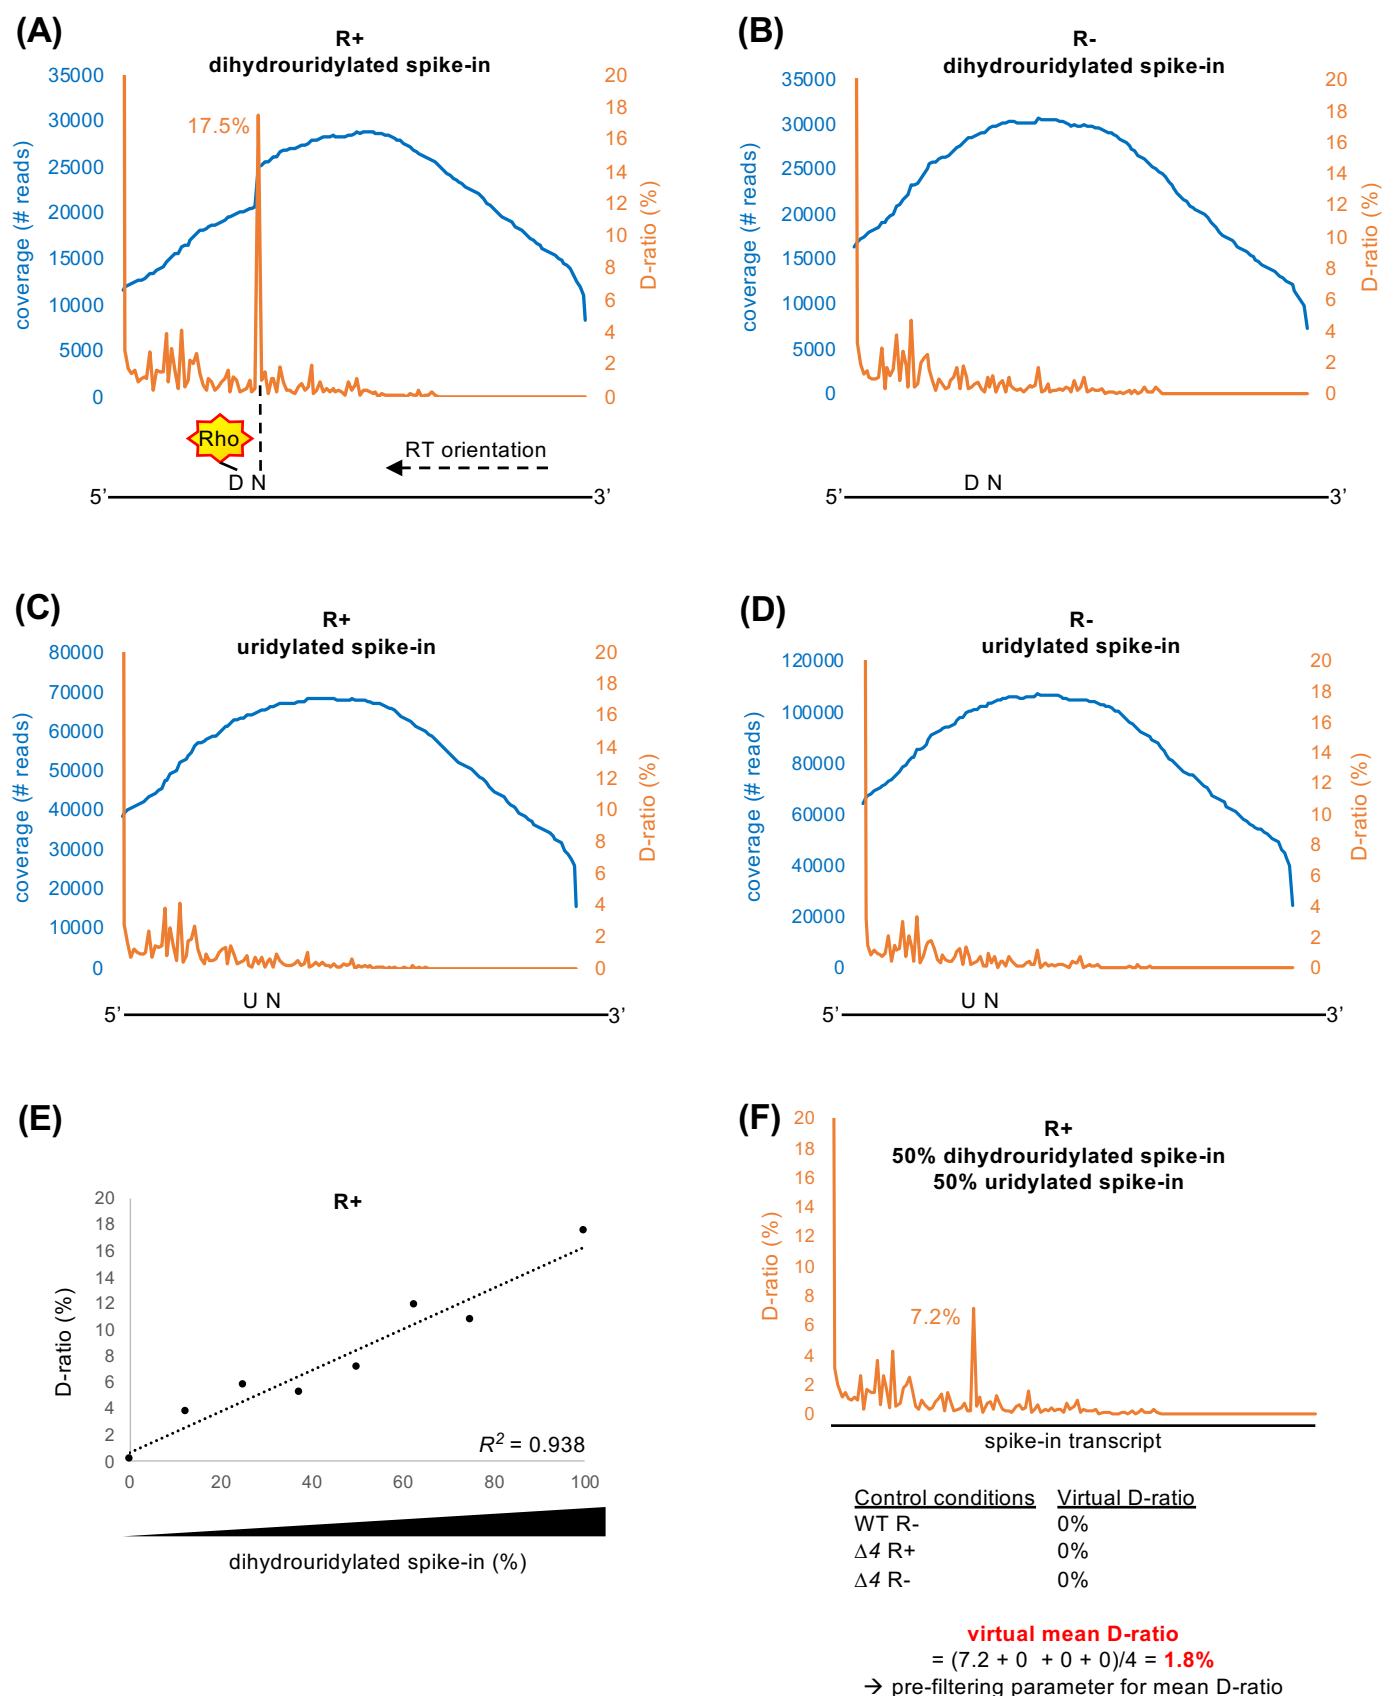 (A)
R+
dihydrouridylated spike-in
35000
30000
25000
20000
15000
10000
5000
0
coverage (# reads)
17.5%
20
18
16
14
12
10
8
6
4
2
0
D-ratio (%)
Rho
RT orientation
D N
5’
3’
(B)
R-
dihydrouridylated spike-in
35000
30000
25000
20000
15000
10000
5000
0
coverage (# reads)
20
18
16
14
12
10
8
6
4
2
0
D-ratio (%)
D N
5’
3’
(C)
R+
uridylated spike-in
80000
70000
60000
50000
40000
30000
20000
10000
0
coverage (# reads)
20
18
16
14
12
10
8
6
4
2
0
D-ratio (%)
U N
5’
3’
(D)
R-
uridylated spike-in
120000
100000
80000
60000
40000
20000
0
coverage (# reads)
20
18
16
14
12
10
8
6
4
2
0
D-ratio (%)
U N
5’
3’
(E)
R+
20
18
16
14
12
10
8
6
4
2
0
D-ratio (%)
R² = 0.938
0 20 40 60 80 100
dihydrouridylated spike-in (%)
(F)
R+
50% dihydrouridylated spike-in
50% uridylated spike-in
20
18
16
14
12
10
8
6
4
2
0
D-ratio (%)
7.2%
spike-in transcript
Control conditions Virtual D-ratio
WT R- 0%
Δ4 R+ 0%
Δ4 R- 0%
virtual mean D-ratio
= (7.2 + 0 + 0 + 0)/4 = 1.8%
→ pre-filtering parameter for mean D-ratio